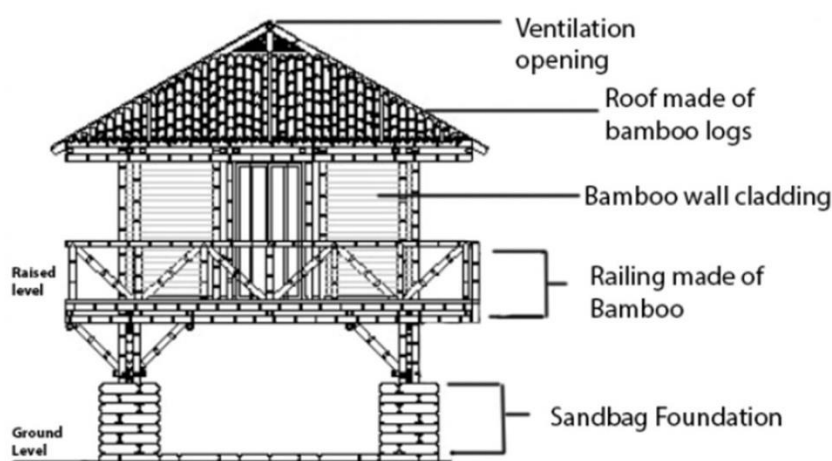 Ventilation
opening
Roof made of
bamboo logs
Bamboo wall cladding
Raised
level
Railing made of
Bamboo
Sandbag Foundation
Ground
Level